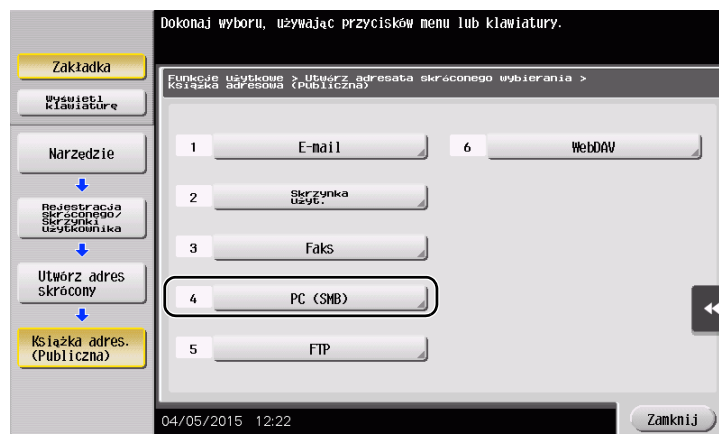 Dokonaj wyboru, używając przycisków menu lub klawiatury.
Zakładka
Wyświetl
klawiaturę
Narzędzie
Rejestracja
skróconego/
Skrzynki
użytkownika
Utwórz adres
skrócony
Książka adres.
(Publiczna)
Funkcje użytkowe > Utwórz adresata skróconego wybierania >
Książka adresowa (Publiczna)
1 E-mail
6 WebDAV
2 Skrzynka
użyt.
3 Faks
4 PC (SMB)
5 FTP
04/05/2015 12:22
Zamknij